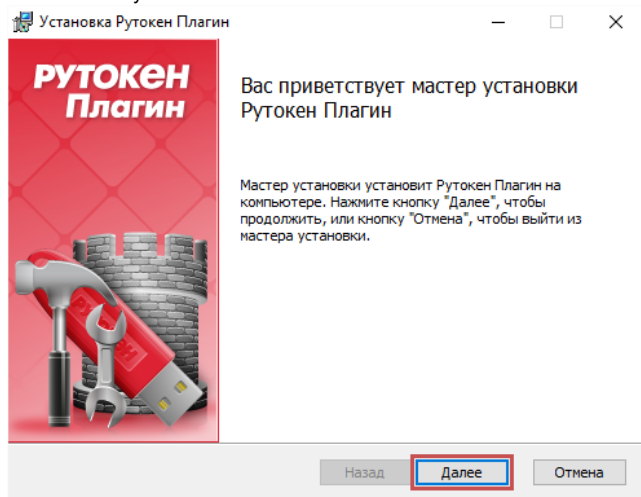 Установка Рутокен Плагин
рутокен
Плагин
Вас приветствует мастер установки
Рутокен Плагин
Мастер установки установит Рутокен Плагин на
компьютере. Нажмите кнопку "Далее", чтобы
продолжить, или кнопку "Отмена", чтобы выйти из
мастера установки.
Назад
Далее
Отмена